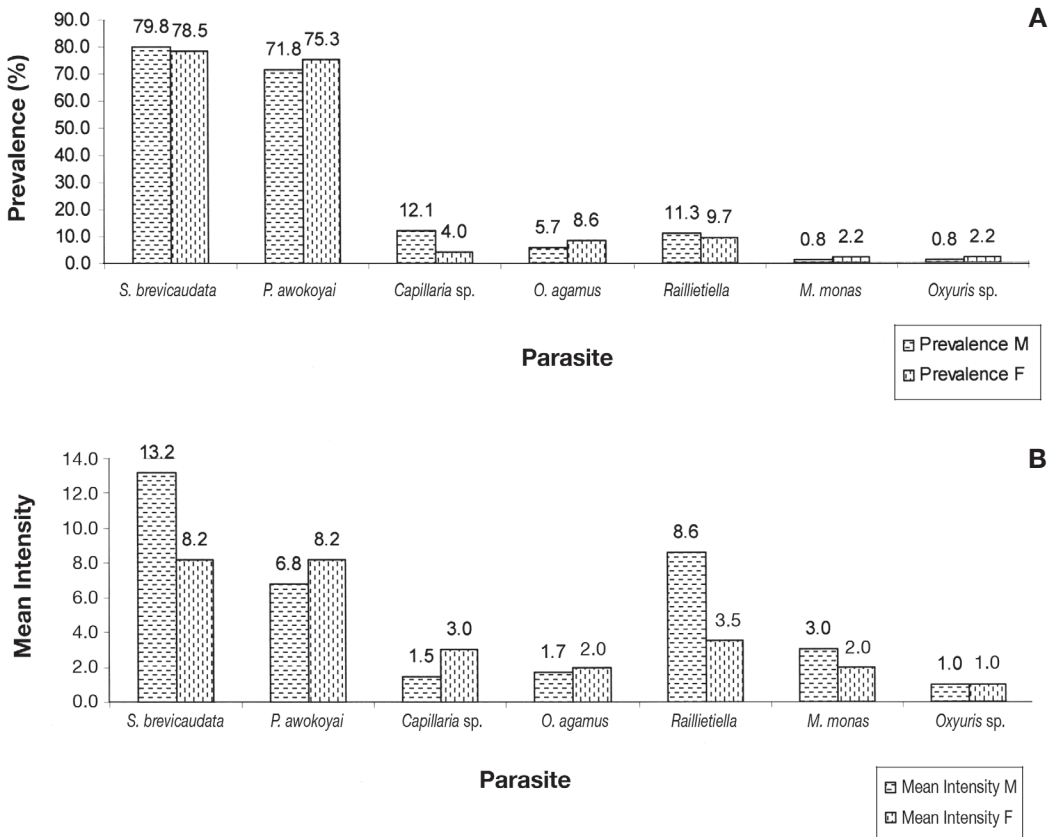 A
90.0
80.0
70.0
60.0
50.0
40.0
30.0
20.0
10.0
0.0
Prevalence (%)
79.8 78.5
71.8 75.3
12.1 4.0
5.7 8.6
11.3 9.7
0.8 2.2
0.8 2.2
S. brevicaudata P. awokoyai Capillaria sp. O. agamus Raillietiella M. monas Oxyuris sp.
Parasite
Prevalence M
Prevalence F
B
14.0
12.0
10.0
8.0
6.0
4.0
2.0
0.0
Mean Intensity
13.2 8.2
6.8 8.2
1.5 3.0
1.7 2.0
8.6 3.5
3.0 2.0
1.0 1.0
S. brevicaudata P. awokoyai Capillaria sp. O. agamus Raillietiella M. monas Oxyuris sp.
Parasite
Mean Intensity M
Mean Intensity F